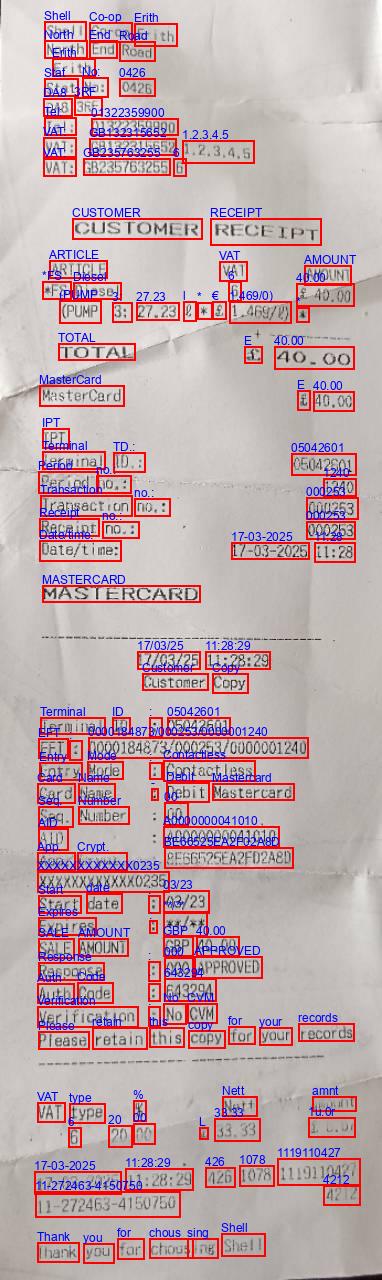 Shell Co-op Erith
North End Road
Erith
Stat. No: 0426
DA8 3RF
Tel: 01322359900
VAT: GB132315652 1.2.3.4.5
VAT: GB235763255 6
CUSTOMER RECEIPT
ARTICLE VAT AMOUNT
*FS Diesel 6 £ 40.00
(PUMP 3: 27.23 ℓ * £ 1.469/ℓ) *
TOTAL £ 40.00
MasterCard £ 40.00
IPT
Terminal ID.: 05042601
Period no.: 1240
Transaction no.: 000253
Receipt no.: 000253
Date/time: 17-03-2025 11:28
MASTERCARD
17/03/25 11:28:29
Customer Copy
Terminal ID : 05042601
EFT : 0000184873/000253/0000001240
Entry Mode : Contactless
Card Name : Debit Mastercard
Seq. Number : 00
AID : A0000000041010
App. Crypt. : BE66525EA2FD2A8D
XXXXXXXXXXXX0235
Start date : 03/23
Expires : **/**
SALE AMOUNT GBP 40.00
Response : 000 APPROVED
Auth. Code : 643294
Verification : No CVM
Please retain this copy for your records
VAT type % Nett amnt
6 20.00 £ 33.33 £ 6.67
17-03-2025 11:28:29 426 1078 1119110427
11-272463-4150750 4212
Thank you for choosing Shell